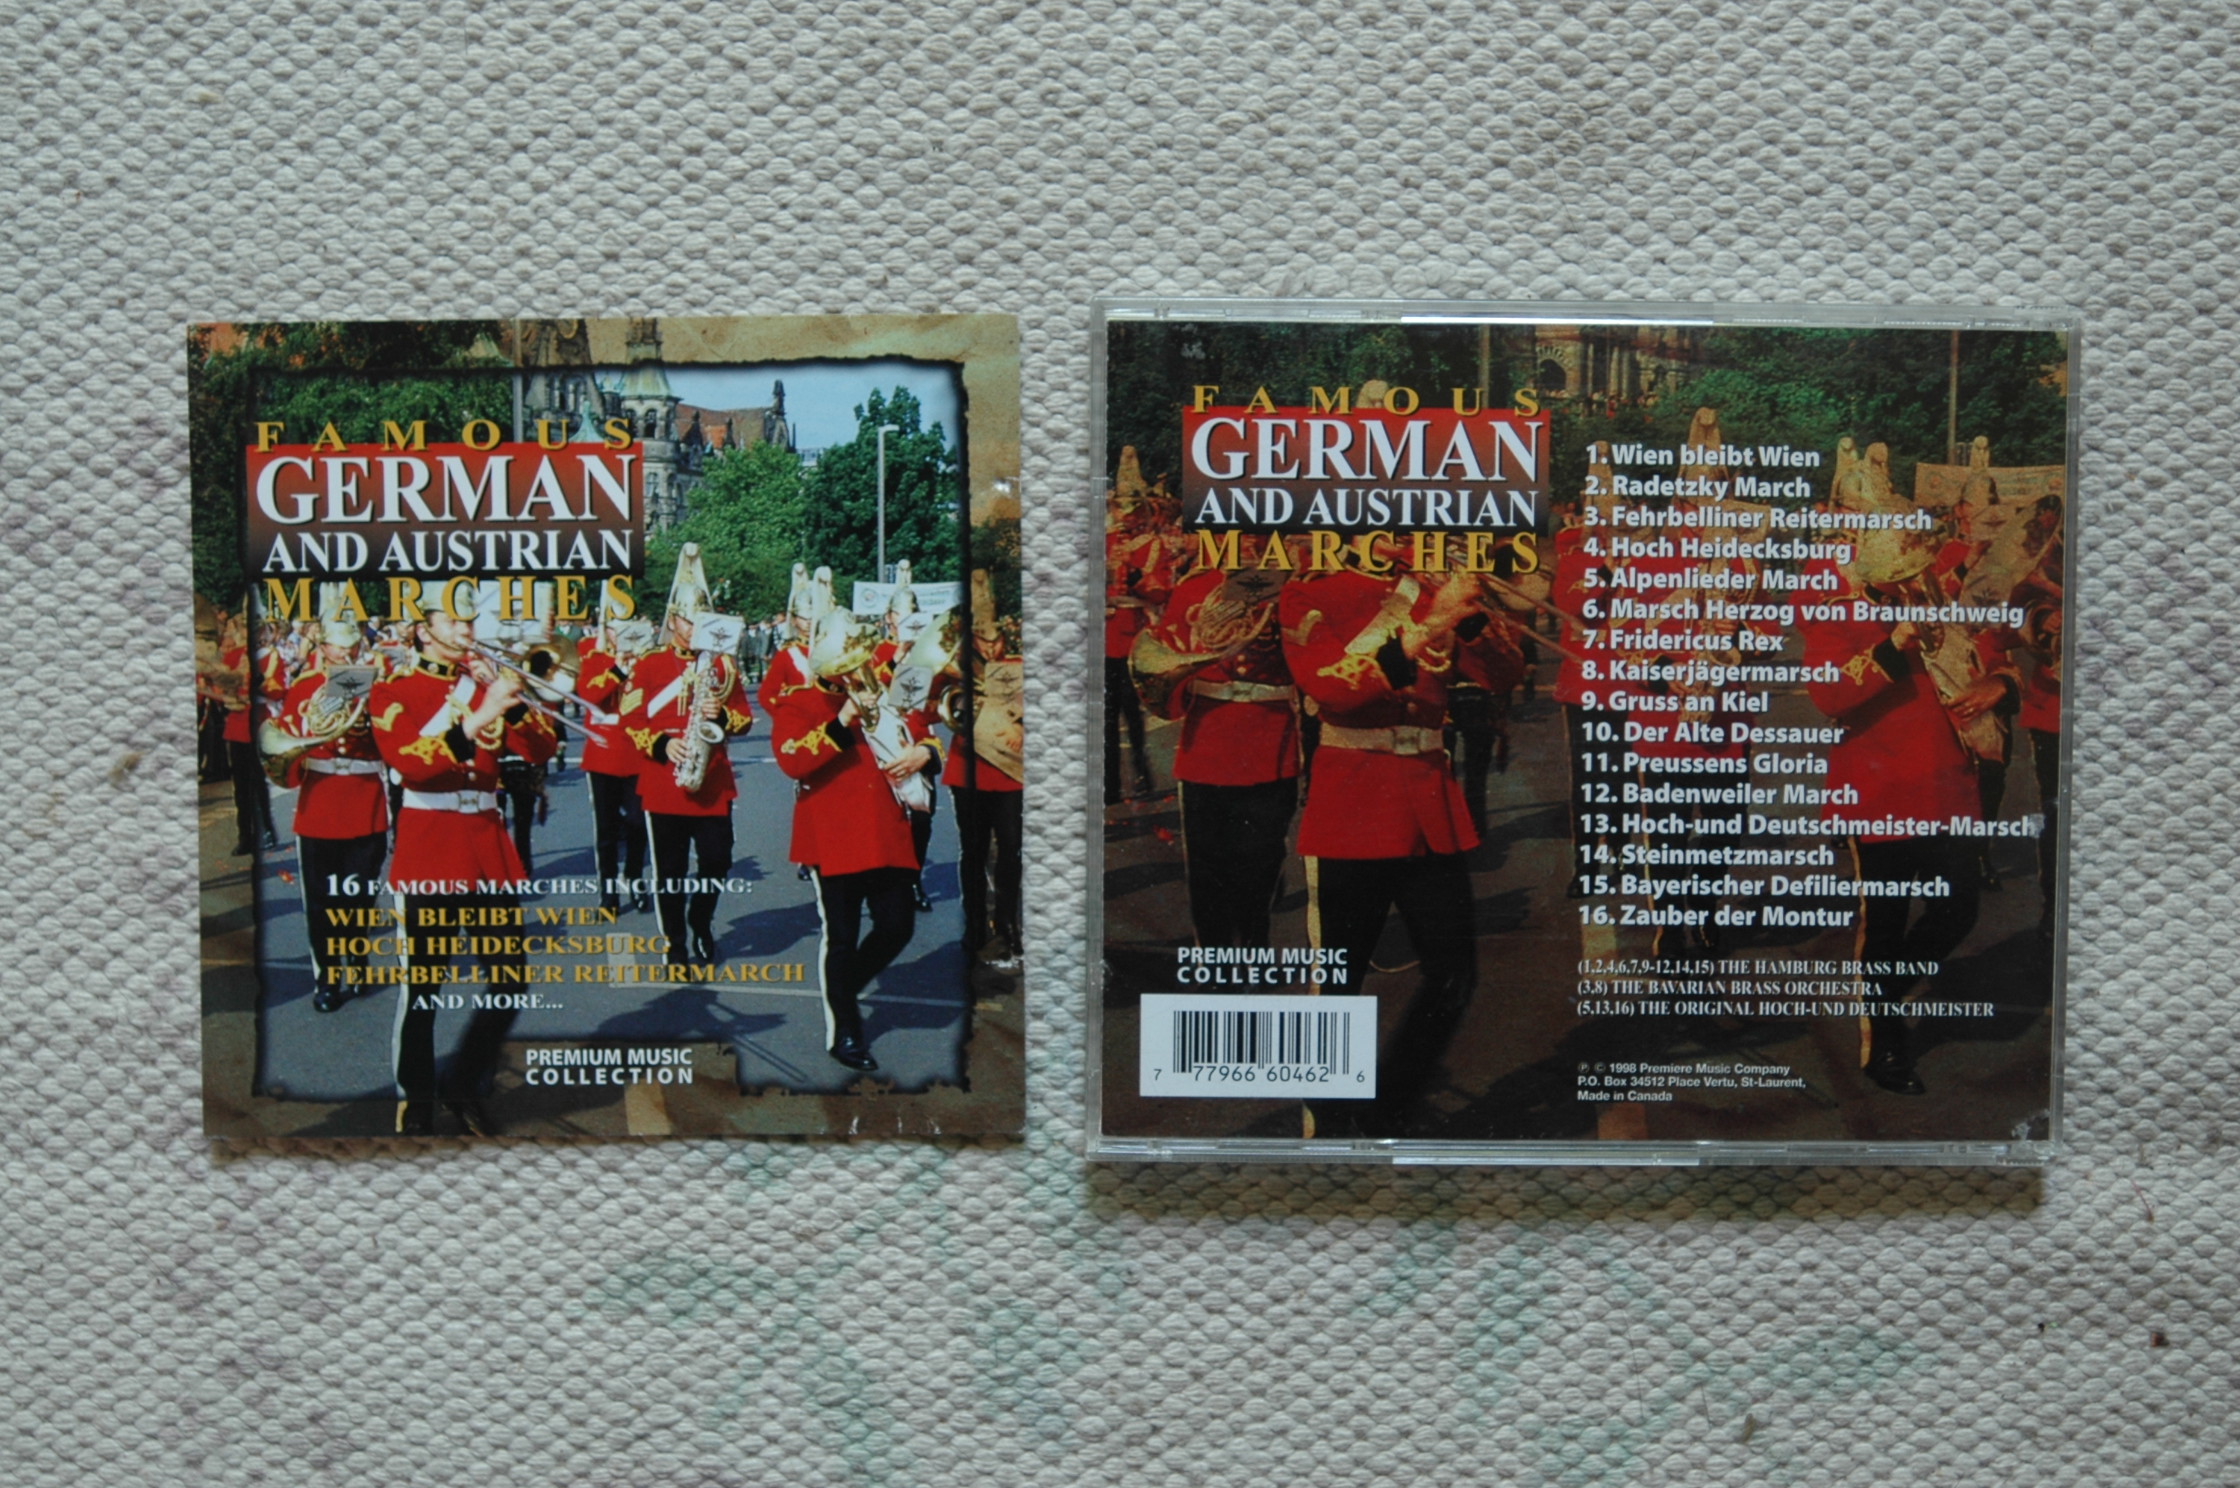 FAMOUS
GERMAN
AND AUSTRIAN
MARCHES
16 FAMOUS MARCHES INCLUDING:
WIEN BLEIBT WIEN
HOCH HEIDECKSBURG
FEHRBELLINER REITERMARCH
AND MORE...
PREMIUM MUSIC
COLLECTION
FAMOUS
GERMAN
AND AUSTRIAN
MARCHES
1. Wien bleibt Wien
2. Radetzky March
3. Fehrbelliner Reitermarsch
4. Hoch Heidecksburg
5. Alpenlieder March
6. Marsch Herzog von Braunschweig
7. Fridericus Rex
8. Kaiserjägermarsch
9. Gruss an Kiel
10. Der Alte Dessauer
11. Preussens Gloria
12. Badenweiler March
13. Hoch-und Deutschmeister-Marsch
14. Steinmetzmarsch
15. Bayerischer Defiliermarsch
16. Zauber der Montur
(1,2,4,6,7,9-12,14,15) THE HAMBURG BRASS BAND
(3,8) THE BAVARIAN BRASS ORCHESTRA
(5,13,16) THE ORIGINAL HOCH-UND DEUTSCHMEISTER
PREMIUM MUSIC
COLLECTION
7 77966 60462 6
℗ © 1998 Premiere Music Company
P.O. Box 34512 Place Vertu, St-Laurent,
Made in Canada